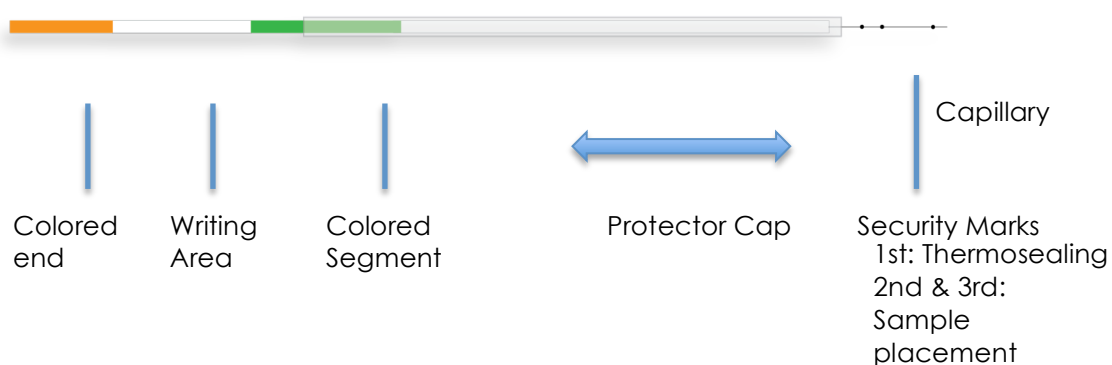 Capillary
Colored
end
Writing
Area
Colored
Segment
Protector Cap
Security Marks
1st: Thermosealing
2nd & 3rd:
Sample
placement